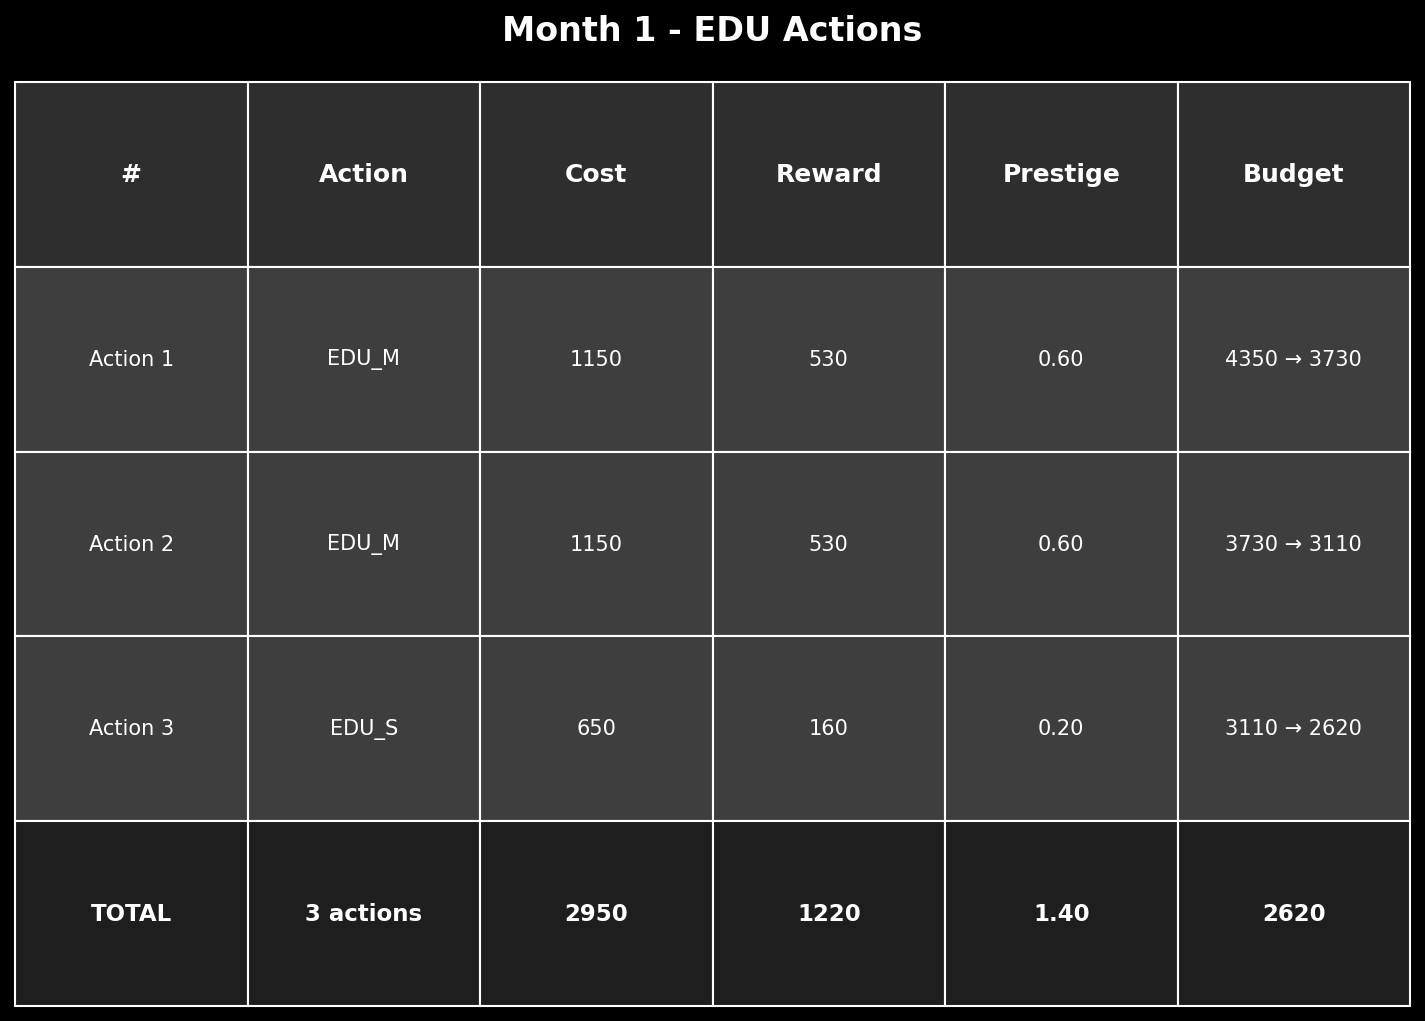 Month 1 - EDU Actions
# Action Cost Reward Prestige Budget
Action 1 EDU_M 1150 530 0.60 4350 → 3730
Action 2 EDU_M 1150 530 0.60 3730 → 3110
Action 3 EDU_S 650 160 0.20 3110 → 2620
TOTAL 3 actions 2950 1220 1.40 2620